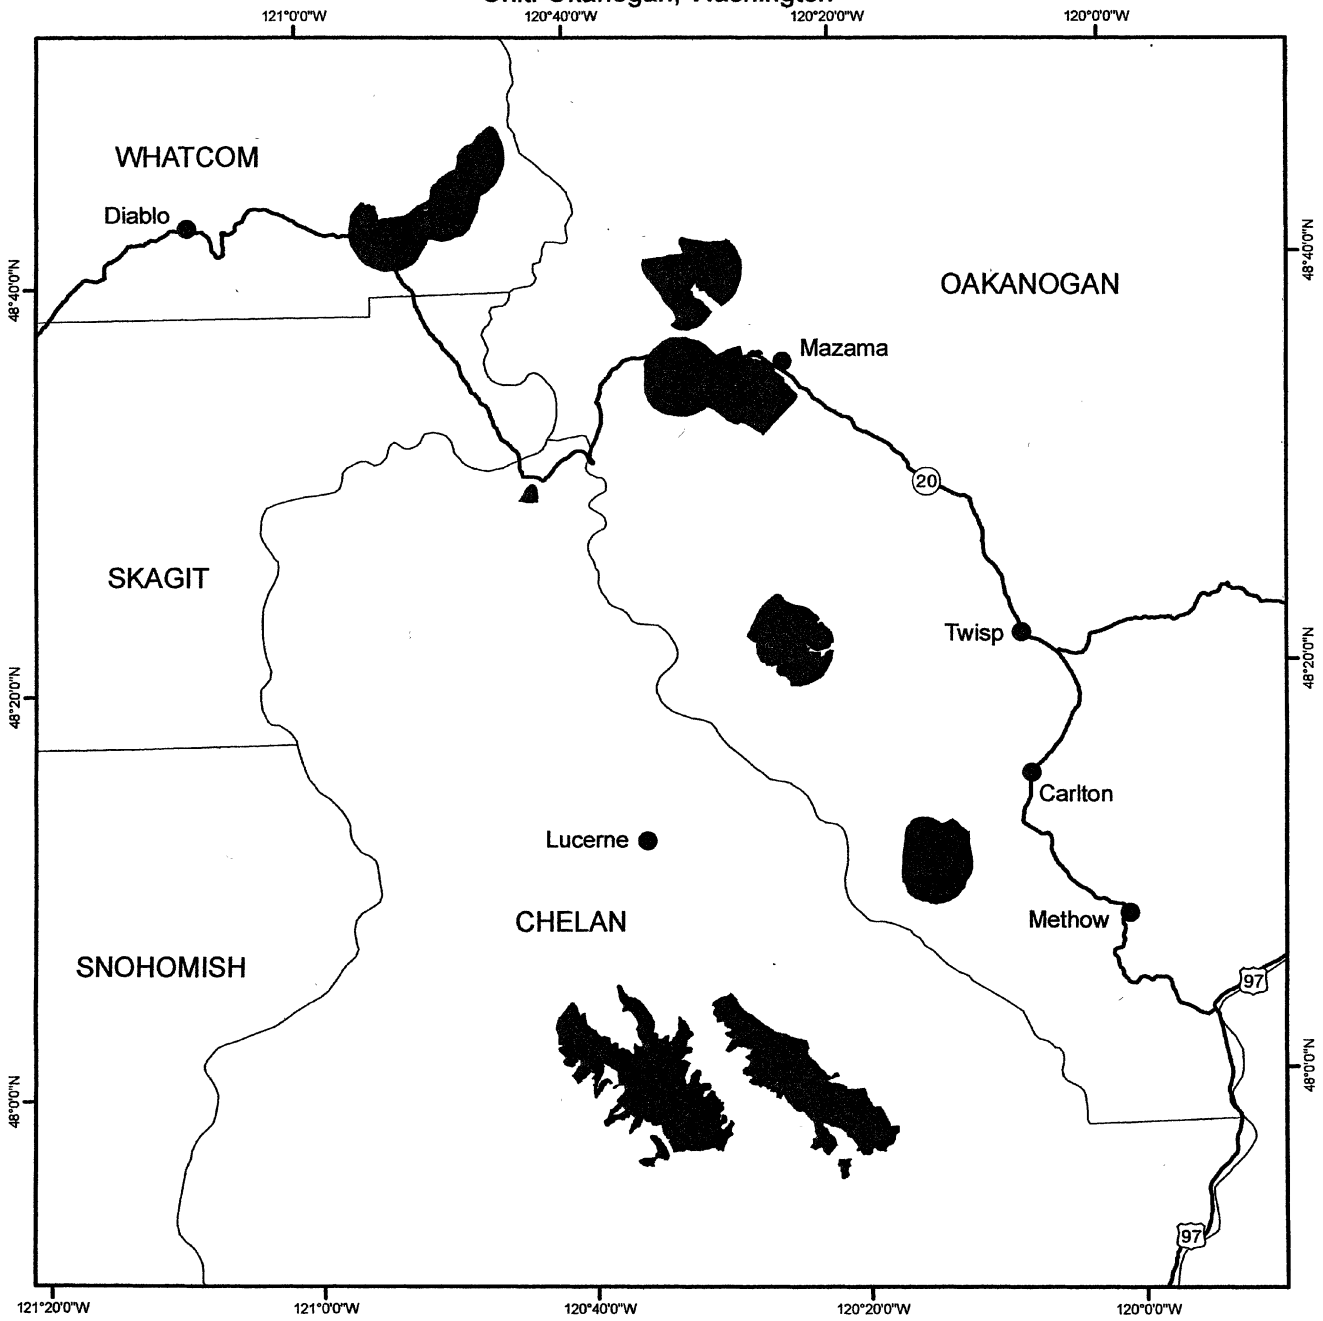 Unit: Okanogan, Washington
121°0'0"W 120°40'0"W 120°20'0"W 120°0'0"W
WHATCOM
Diablo
48°40'0"N
48°40'0"N
OAKANOGAN
Mazama
20
SKAGIT
Twisp
48°20'0"N
48°20'0"N
Carlton
Lucerne
CHELAN
Methow
SNOHOMISH
97
48°0'0"N
48°0'0"N
97
121°20'0"W 121°0'0"W 120°40'0"W 120°20'0"W 120°0'0"W